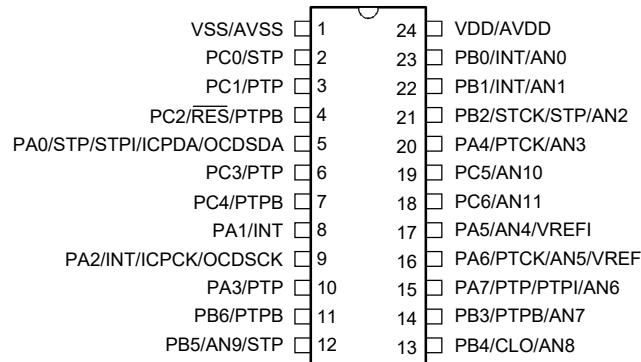 VSS/AVSS 1 24 VDD/AVDD
PC0/STP 2 23 PB0/INT/AN0
PC1/PTP 3 22 PB1/INT/AN1
PC2/RES/PTPB 4 21 PB2/STCK/STP/AN2
PA0/STP/STPI/ICPDA/OCDSDA 5 20 PA4/PTCK/AN3
PC3/PTP 6 19 PC5/AN10
PC4/PTPB 7 18 PC6/AN11
PA1/INT 8 17 PA5/AN4/VREFI
PA2/INT/ICPCK/OCDSCK 9 16 PA6/PTCK/AN5/VREF
PA3/PTP 10 15 PA7/PTP/PTPI/AN6
PB6/PTPB 11 14 PB3/PTPB/AN7
PB5/AN9/STP 12 13 PB4/CLO/AN8